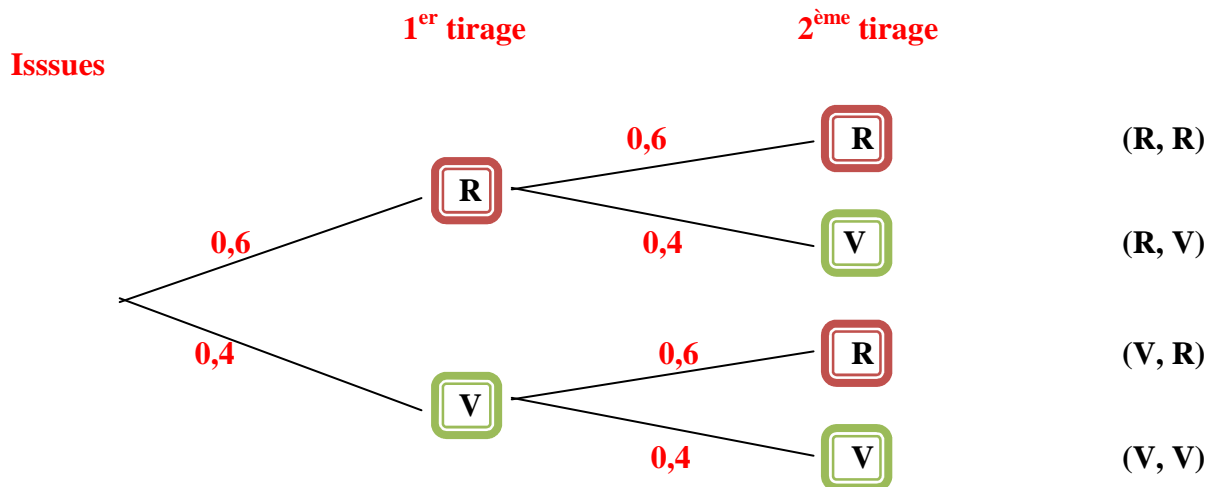 1er tirage 2ème tirage
Isssues
0,6 R (R, R)
R
0,6 0,4 V (R, V)
0,4 0,6 R (V, R)
V
0,4 V (V, V)